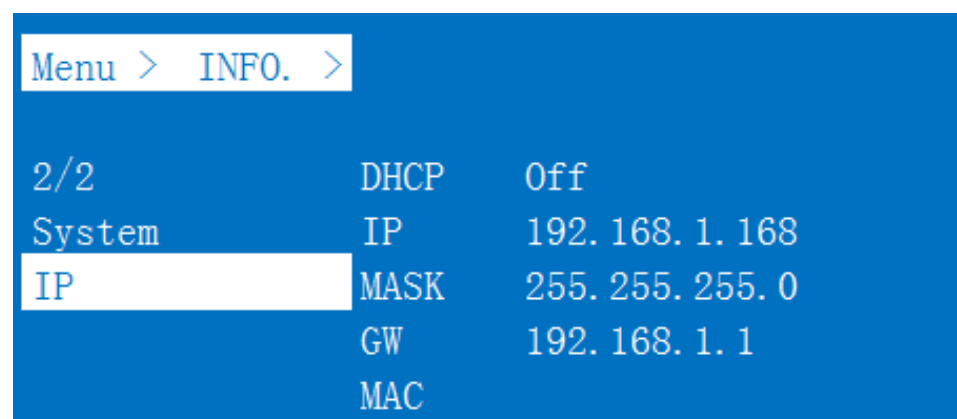 Menu > INFO. >
2/2 DHCP Off
System IP 192.168.1.168
IP MASK 255.255.255.0
GW 192.168.1.1
MAC